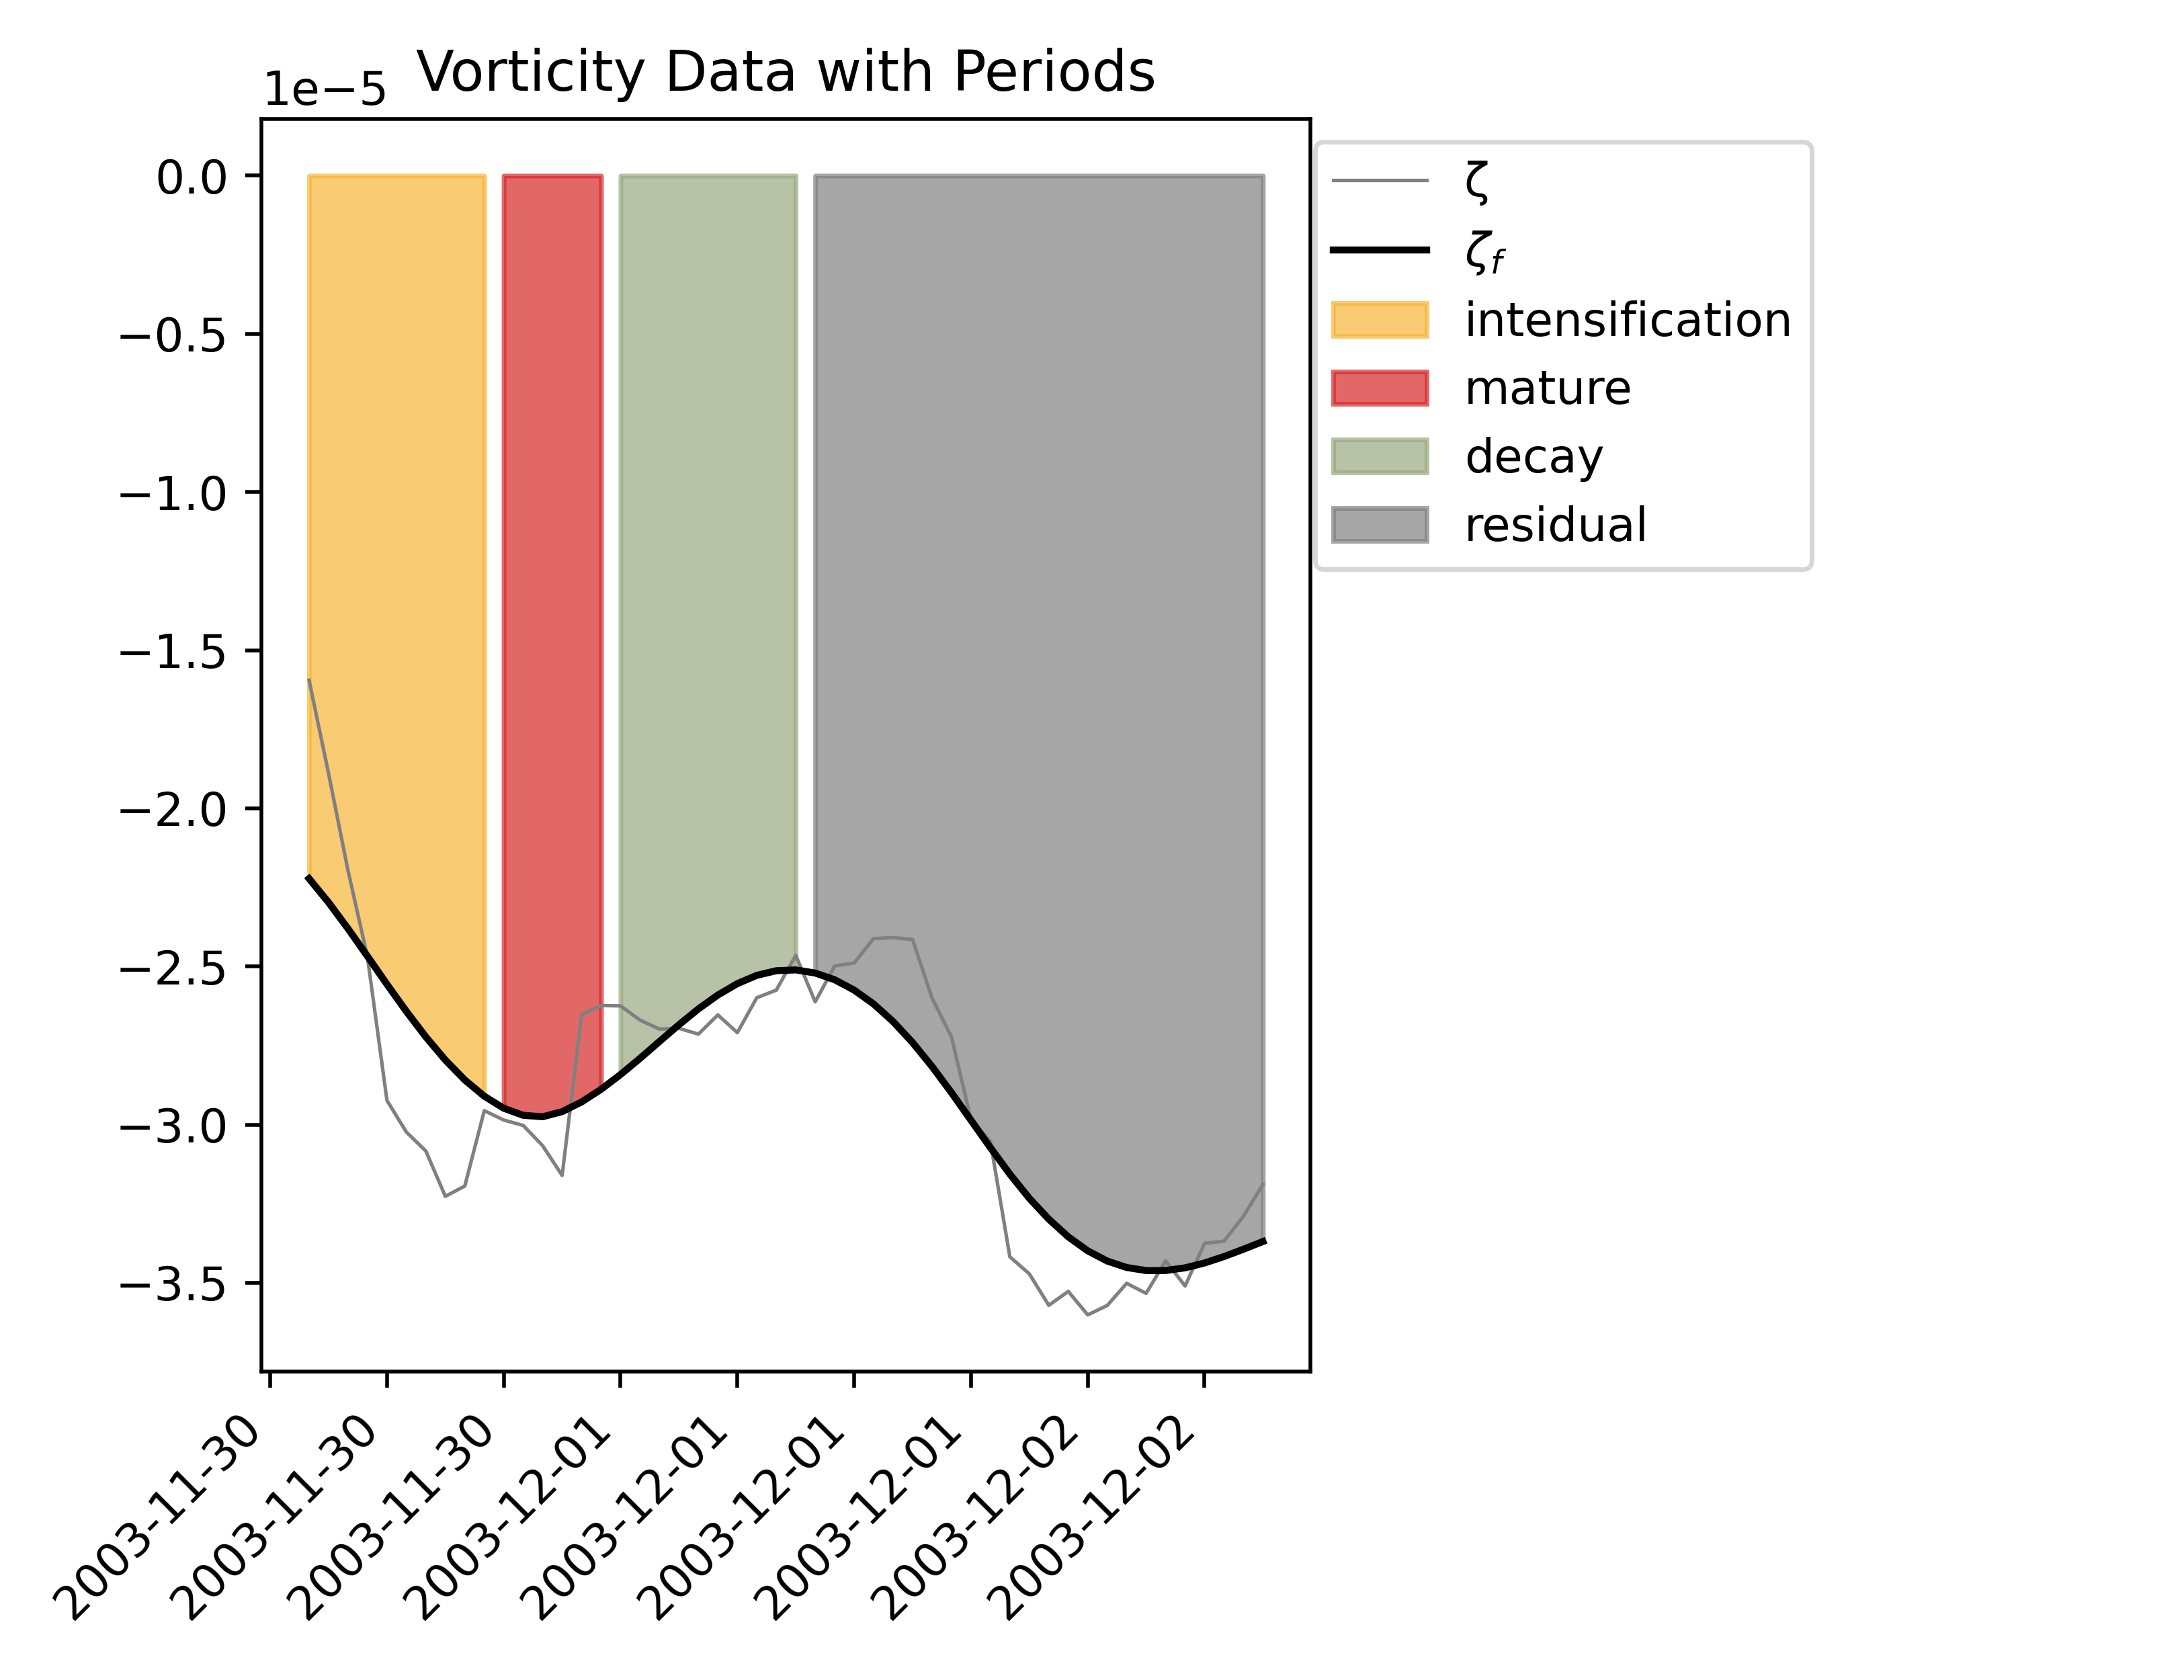 Vorticity Data with Periods
1e−5
0.0
−0.5
−1.0
−1.5
−2.0
−2.5
−3.0
−3.5
2003-11-30
2003-11-30
2003-11-30
2003-12-01
2003-12-01
2003-12-01
2003-12-01
2003-12-02
2003-12-02
ζ
ζf
intensification
mature
decay
residual